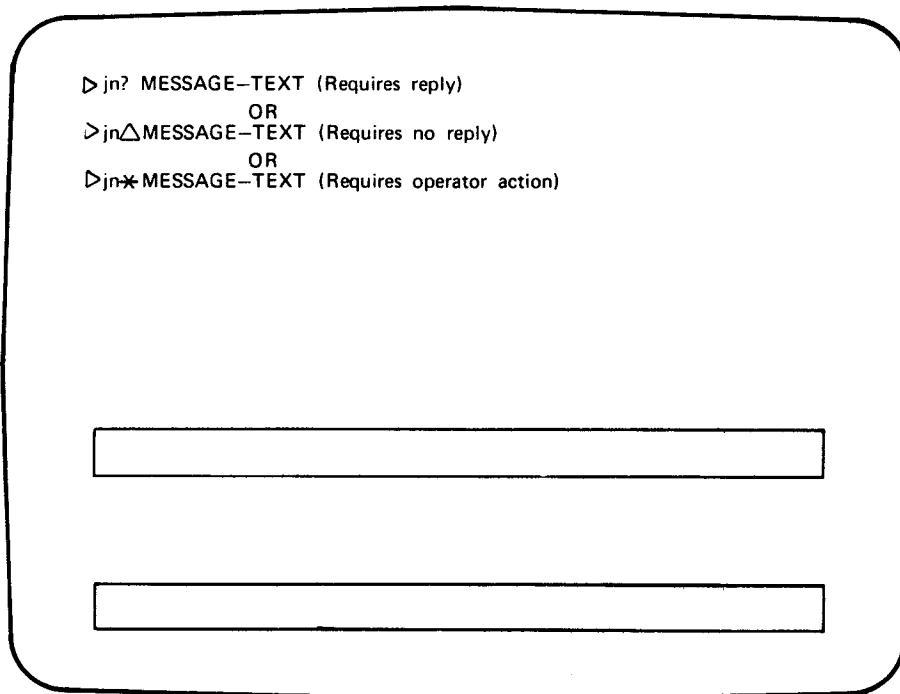 ▷jn? MESSAGE–TEXT (Requires reply)
OR
▷jn△MESSAGE–TEXT (Requires no reply)
OR
▷jn*MESSAGE–TEXT (Requires operator action)